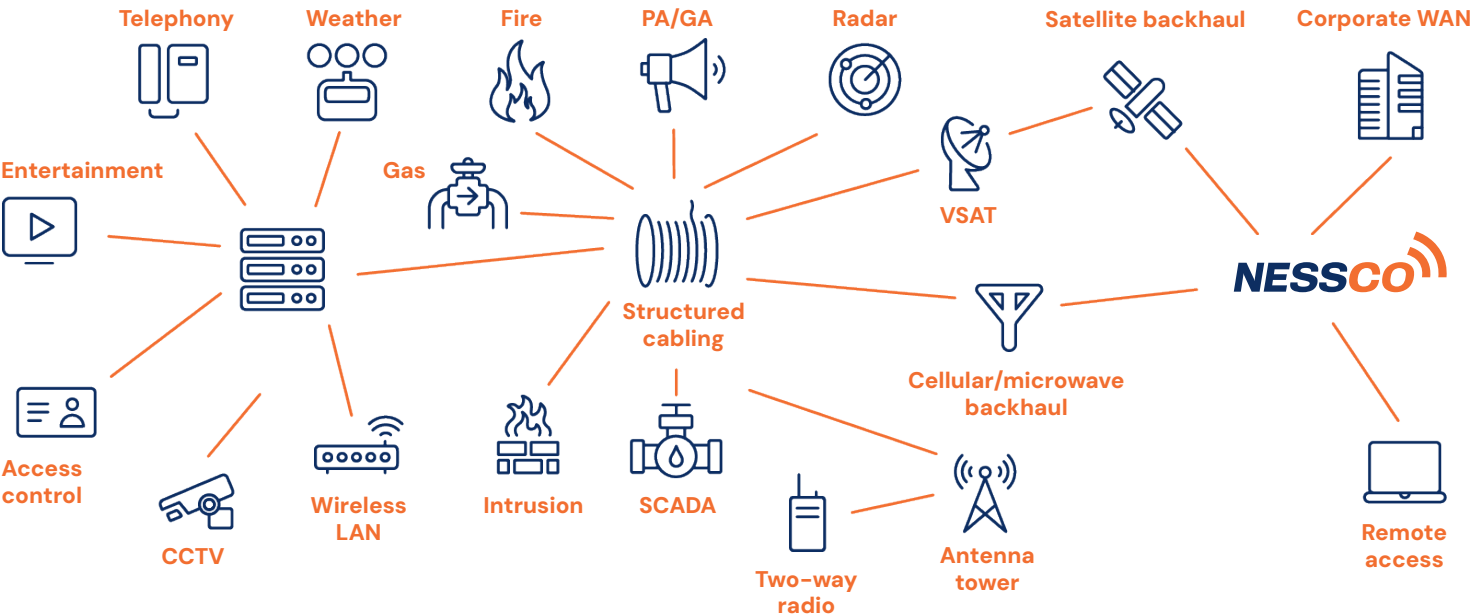 Telephony
Weather
Fire
PA/GA
Radar
Satellite backhaul
Corporate WAN
Entertainment
Gas
VSAT
NESSCO
Structured
cabling
Cellular/microwave
backhaul
Access
control
CCTV
Wireless
LAN
Intrusion
SCADA
Two-way
radio
Antenna
tower
Remote
access